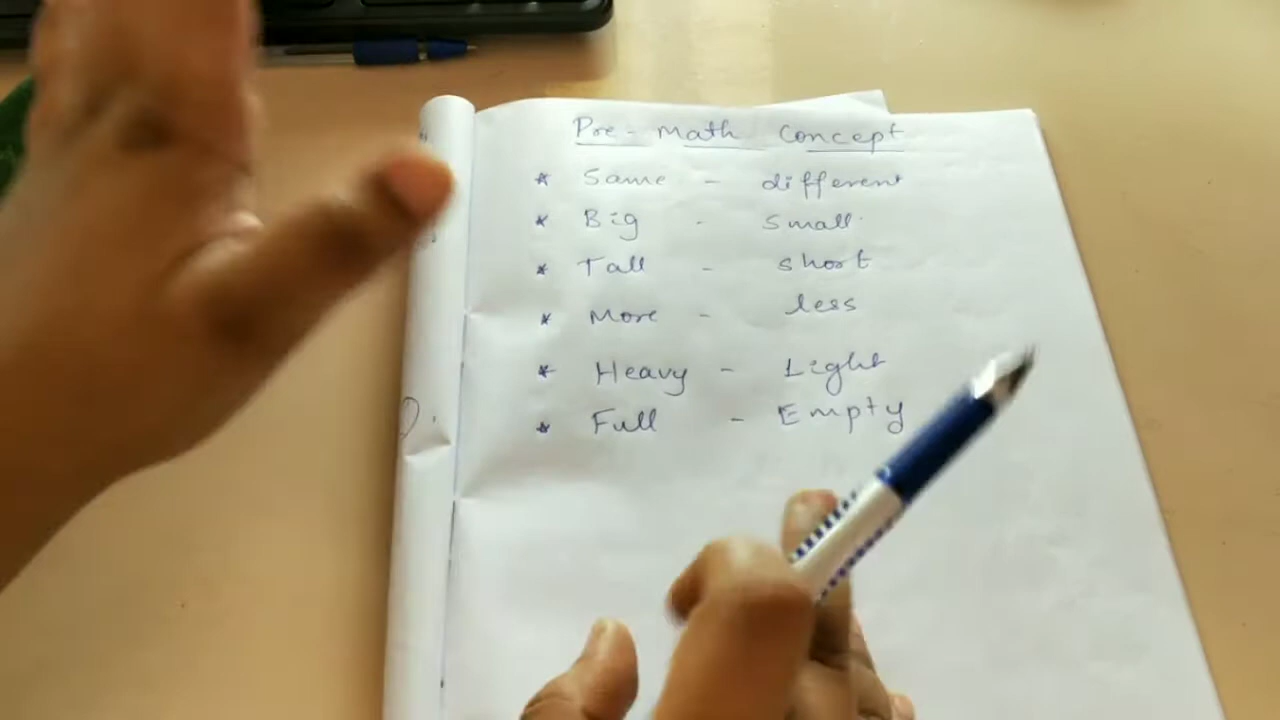 Pre-Math Concept
* Same - different
* Big - Small
* Tall - short
* More - less
* Heavy - Light
* Full - Empty